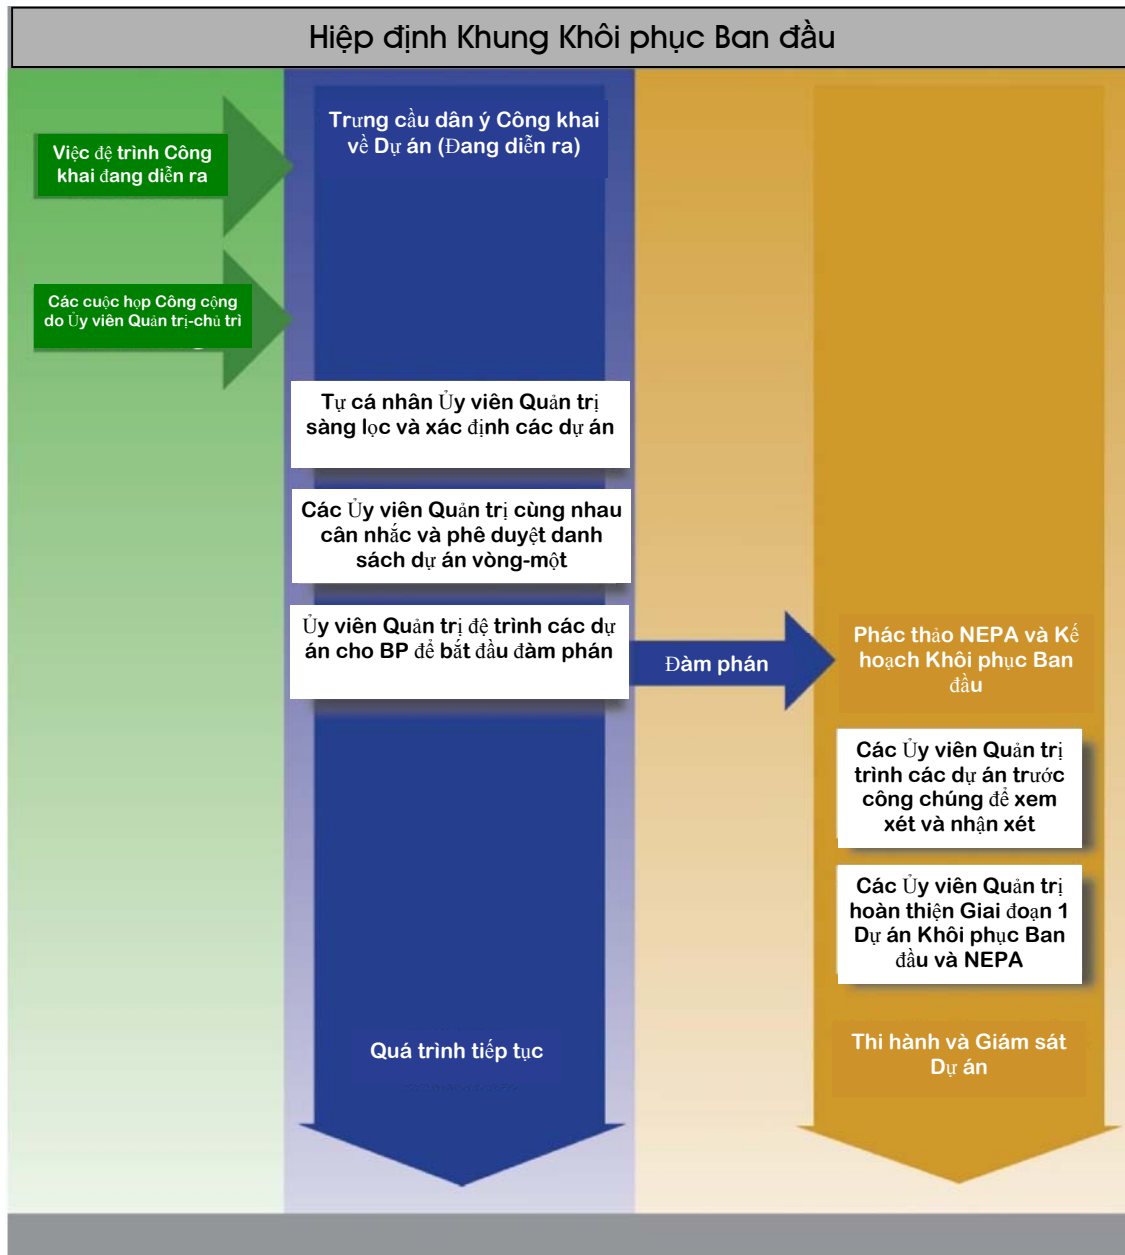 Hiệp định Khung Khôi phục Ban đầu
Việc đệ trình Công
khai đang diễn ra
Các cuộc họp Công cộng
do Ủy viên Quản trị-chủ trì
Trưng cầu dân ý Công khai
về Dự án (Đang diễn ra)
Tự cá nhân Ủy viên Quản trị
sàng lọc và xác định các dự án
Các Ủy viên Quản trị cùng nhau
cân nhắc và phê duyệt danh
sách dự án vòng-một
Ủy viên Quản trị đệ trình các dự
án cho BP để bắt đầu đàm phán
Đàm phán
Phác thảo NEPA và Kế
hoạch Khôi phục Ban
đầu
Các Ủy viên Quản trị
trình các dự án trước
công chúng để xem
xét và nhận xét
Các Ủy viên Quản trị
hoàn thiện Giai đoạn 1
Dự án Khôi phục Ban
đầu và NEPA
Quá trình tiếp tục
Thi hành và Giám sát
Dự án